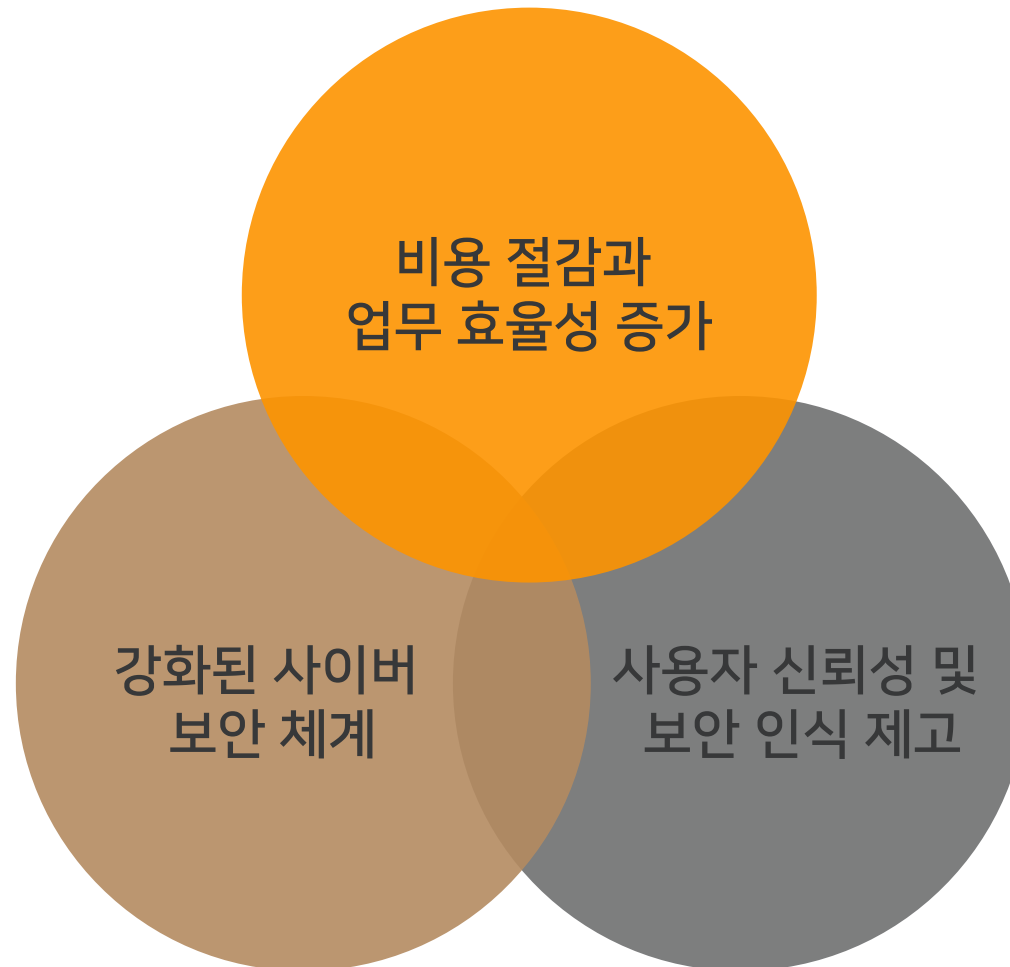 비용 절감과
업무 효율성 증가
강화된 사이버
보안 체계
사용자 신뢰성 및
보안 인식 제고